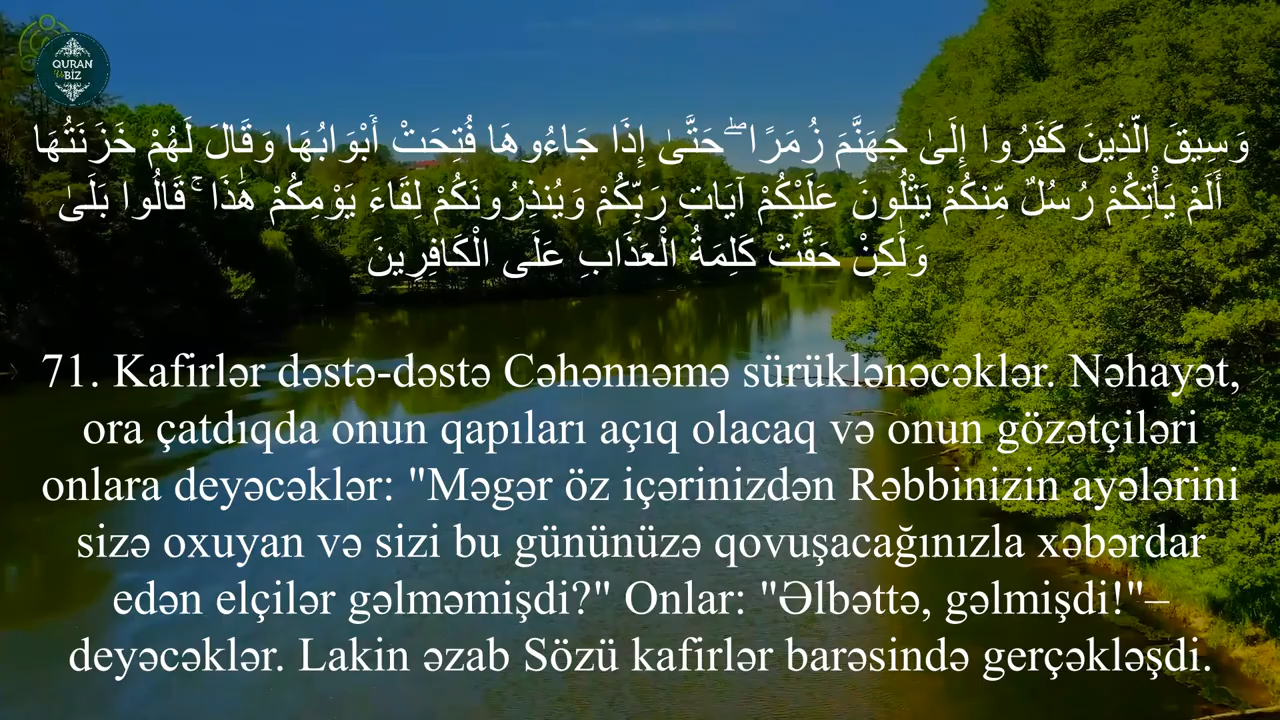 QURAN
VƏ
BİZ
وَسِيقَ الَّذِينَ كَفَرُوا إِلَىٰ جَهَنَّمَ زُمَرًا ۖ حَتَّىٰ إِذَا جَاءُوهَا فُتِحَتْ أَبْوَابُهَا وَقَالَ لَهُمْ خَزَنَتُهَا
أَلَمْ يَأْتِكُمْ رُسُلٌ مِّنكُمْ يَتْلُونَ عَلَيْكُمْ آيَاتِ رَبِّكُمْ وَيُنذِرُونَكُمْ لِقَاءَ يَوْمِكُمْ هَٰذَا ۚ قَالُوا بَلَىٰ
وَلَٰكِنْ حَقَّتْ كَلِمَةُ الْعَذَابِ عَلَى الْكَافِرِينَ
71. Kafirlər dəstə-dəstə Cəhənnəmə sürüklənəcəklər. Nəhayət,
ora çatdıqda onun qapıları açıq olacaq və onun gözətçiləri
onlara deyəcəklər: "Məgər öz içərinizdən Rəbbinizin ayələrini
sizə oxuyan və sizi bu gününüzə qovuşacağınızla xəbərdar
edən elçilər gəlməmişdi?" Onlar: "Əlbəttə, gəlmişdi!"–
deyəcəklər. Lakin əzab Sözü kafirlər barəsində gerçəkləşdi.